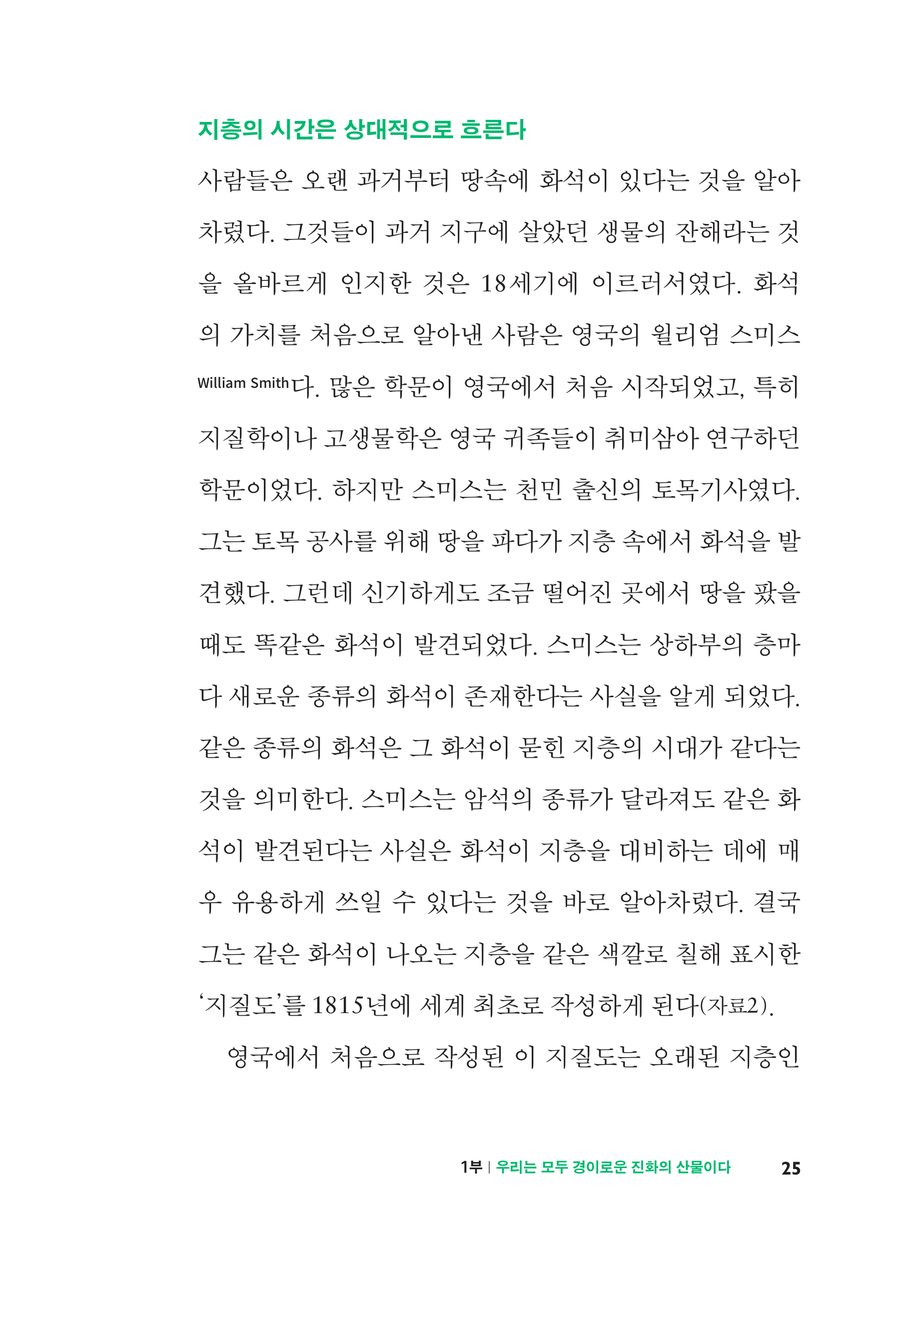 지층의 시간은 상대적으로 흐른다
사람들은 오랜 과거부터 땅속에 화석이 있다는 것을 알아
차렸다. 그것들이 과거 지구에 살았던 생물의 잔해라는 것
을 올바르게 인지한 것은 18세기에 이르러서였다. 화석
의 가치를 처음으로 알아낸 사람은 영국의 윌리엄 스미스
William Smith다. 많은 학문이 영국에서 처음 시작되었고, 특히
지질학이나 고생물학은 영국 귀족들이 취미삼아 연구하던
학문이었다. 하지만 스미스는 천민 출신의 토목기사였다.
그는 토목 공사를 위해 땅을 파다가 지층 속에서 화석을 발
견했다. 그런데 신기하게도 조금 떨어진 곳에서 땅을 팠을
때도 똑같은 화석이 발견되었다. 스미스는 상하부의 층마
다 새로운 종류의 화석이 존재한다는 사실을 알게 되었다.
같은 종류의 화석은 그 화석이 묻힌 지층의 시대가 같다는
것을 의미한다. 스미스는 암석의 종류가 달라져도 같은 화
석이 발견된다는 사실은 화석이 지층을 대비하는 데에 매
우 유용하게 쓰일 수 있다는 것을 바로 알아차렸다. 결국
그는 같은 화석이 나오는 지층을 같은 색깔로 칠해 표시한
‘지질도’를 1815년에 세계 최초로 작성하게 된다(자료2).
영국에서 처음으로 작성된 이 지질도는 오래된 지층인
1부 | 우리는 모두 경이로운 진화의 산물이다 25